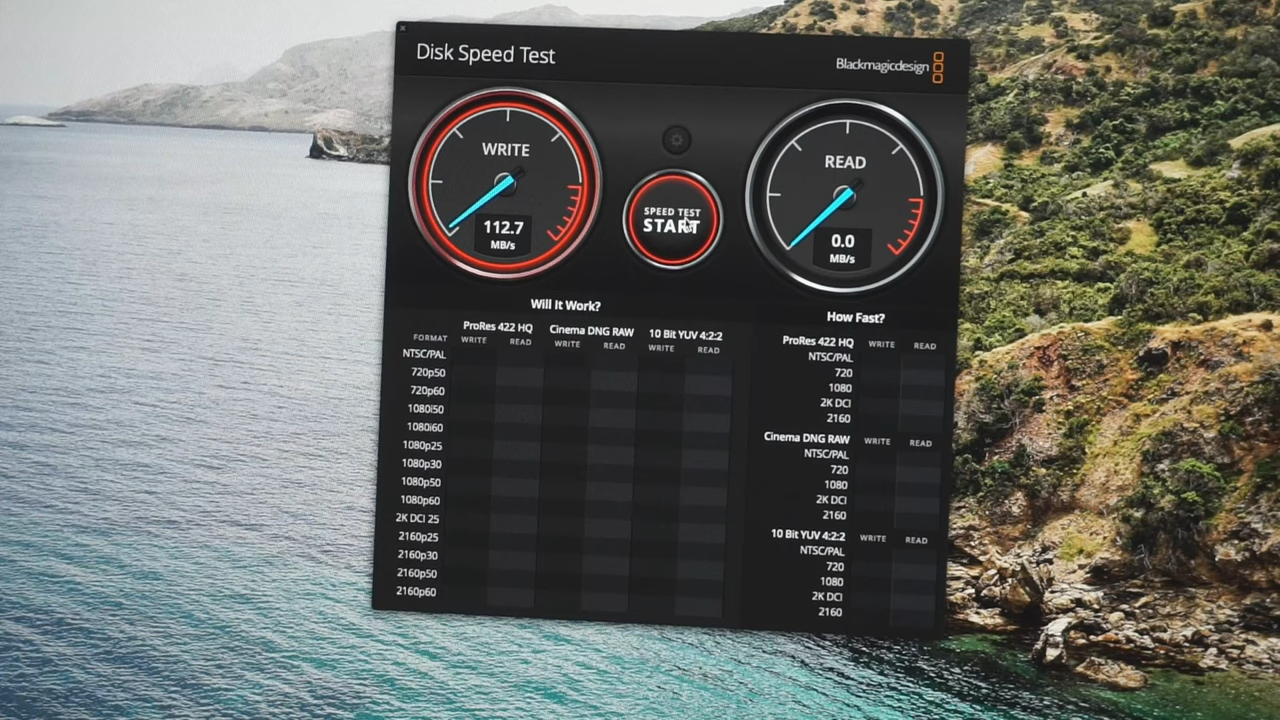 Disk Speed Test
Blackmagicdesign
WRITE
112.7
MB/s
SPEED TEST
START
READ
0.0
MB/s
Will It Work?
ProRes 422 HQ Cinema DNG RAW 10 Bit YUV 4:2:2
FORMAT WRITE READ WRITE READ WRITE READ
NTSC/PAL
720p50
720p60
1080i50
1080i60
1080p25
1080p30
1080p50
1080p60
2K DCI 25
2160p25
2160p30
2160p50
2160p60
How Fast?
ProRes 422 HQ WRITE READ
NTSC/PAL
720
1080
2K DCI
2160
Cinema DNG RAW WRITE READ
NTSC/PAL
720
1080
2K DCI
2160
10 Bit YUV 4:2:2 WRITE READ
NTSC/PAL
720
1080
2K DCI
2160